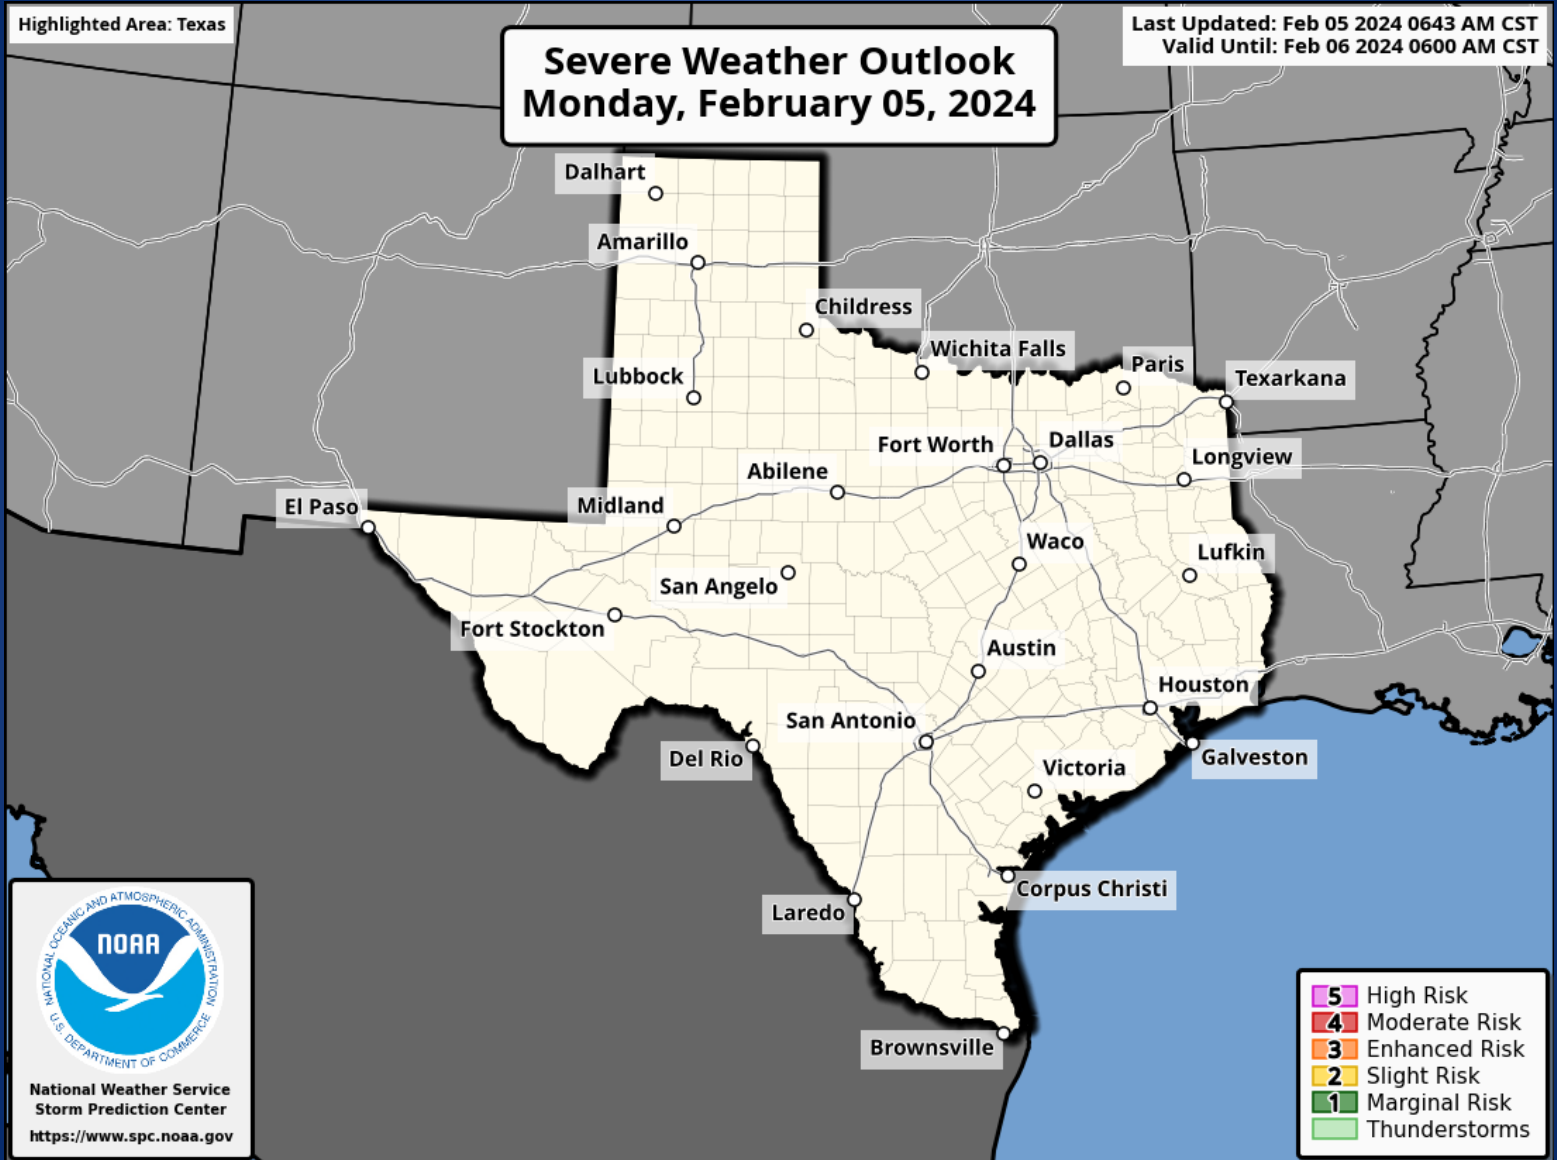 Highlighted Area: Texas
Severe Weather Outlook
Monday, February 05, 2024
Last Updated: Feb 05 2024 0643 AM CST
Valid Until: Feb 06 2024 0600 AM CST
Dalhart
Amarillo
Childress
Wichita Falls
Paris
Texarkana
Lubbock
Fort Worth
Dallas
Longview
Abilene
Midland
El Paso
Waco
Lufkin
San Angelo
Fort Stockton
Austin
Houston
San Antonio
Del Rio
Galveston
Victoria
Corpus Christi
Laredo
Brownsville
NATIONAL OCEANIC AND ATMOSPHERIC ADMINISTRATION
NOAA
U.S. DEPARTMENT OF COMMERCE
National Weather Service
Storm Prediction Center
https://www.spc.noaa.gov
5 High Risk
4 Moderate Risk
3 Enhanced Risk
2 Slight Risk
1 Marginal Risk
Thunderstorms